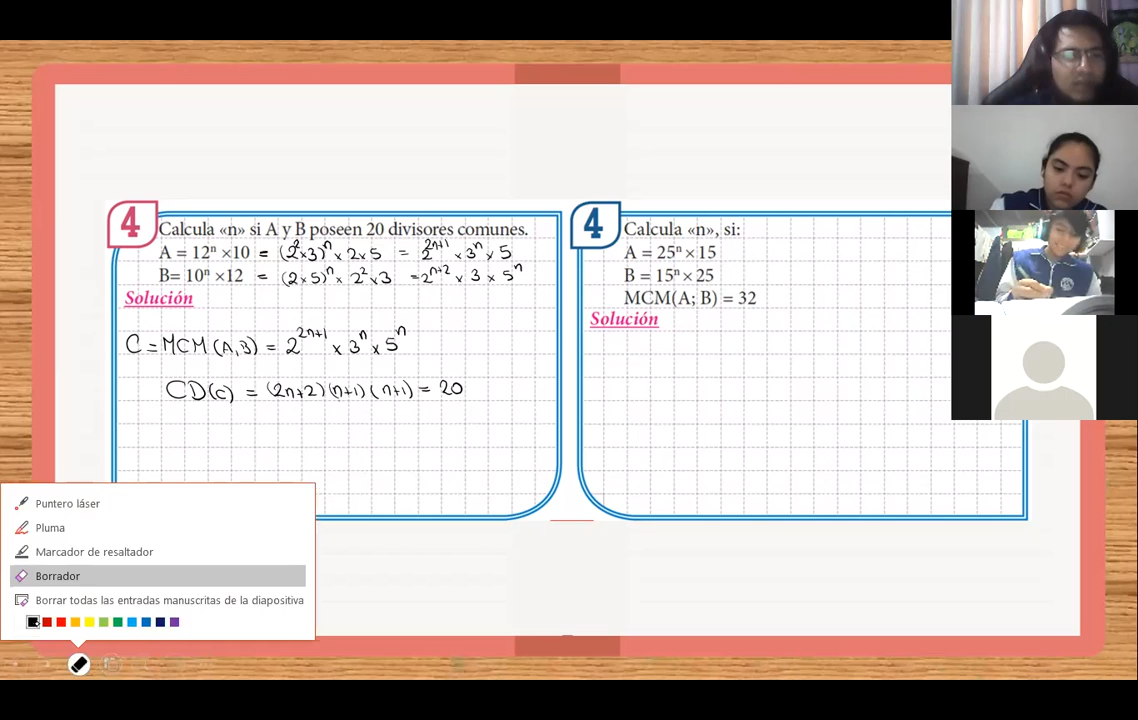 4
Calcula «n» si A y B poseen 20 divisores comunes.
A = 12ⁿ ×10 = (2²×3)ⁿ × 2×5 = 2²ⁿ⁺¹ × 3ⁿ × 5
B= 10ⁿ ×12 = (2×5)ⁿ × 2² ×3 =2ⁿ⁺² × 3 × 5ⁿ
Solución
C = MCM (A,B) = 2²ⁿ⁺¹ × 3ⁿ × 5ⁿ
CD(C) = (2n+2)(n+1)(n+1) = 20
4
Calcula «n», si:
A = 25ⁿ ×15
B = 15ⁿ × 25
MCM(A; B) = 32
Solución
Puntero láser
Pluma
Marcador de resaltador
Borrador
Borrar todas las entradas manuscritas de la diapositiva